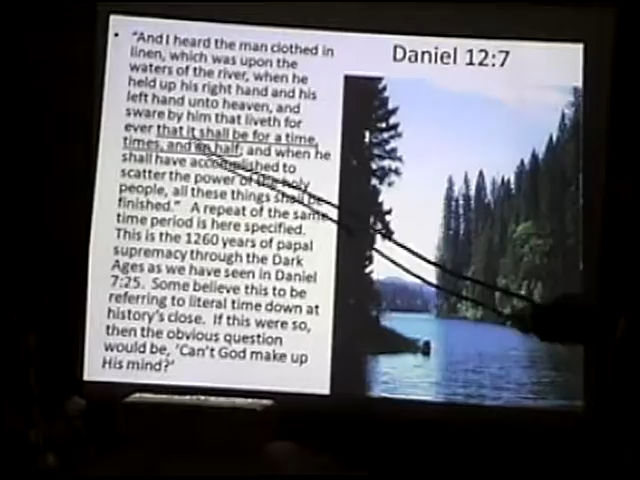 Daniel 12:7
• "And I heard the man clothed in
linen, which was upon the
waters of the river, when he
held up his right hand and his
left hand unto heaven, and
sware by him that liveth for
ever that it shall be for a time,
times, and an half; and when he
shall have accomplished to
scatter the power of the holy
people, all these things shall be
finished." A repeat of the same
time period is here specified.
This is the 1260 years of papal
supremacy through the Dark
Ages as we have seen in Daniel
7:25. Some believe this to be
referring to literal time down at
history's close. If this were so,
then the obvious question
would be, 'Can't God make up
His mind?'